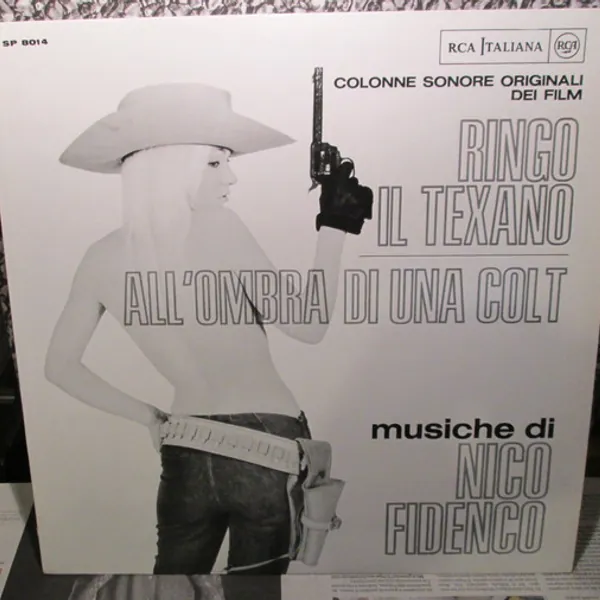 SP 8014
RCA ITALIANA RCA
COLONNE SONORE ORIGINALI
DEI FILM
RINGO
IL TEXANO
ALL'OMBRA DI UNA COLT
musiche di
NICO
FIDENCO